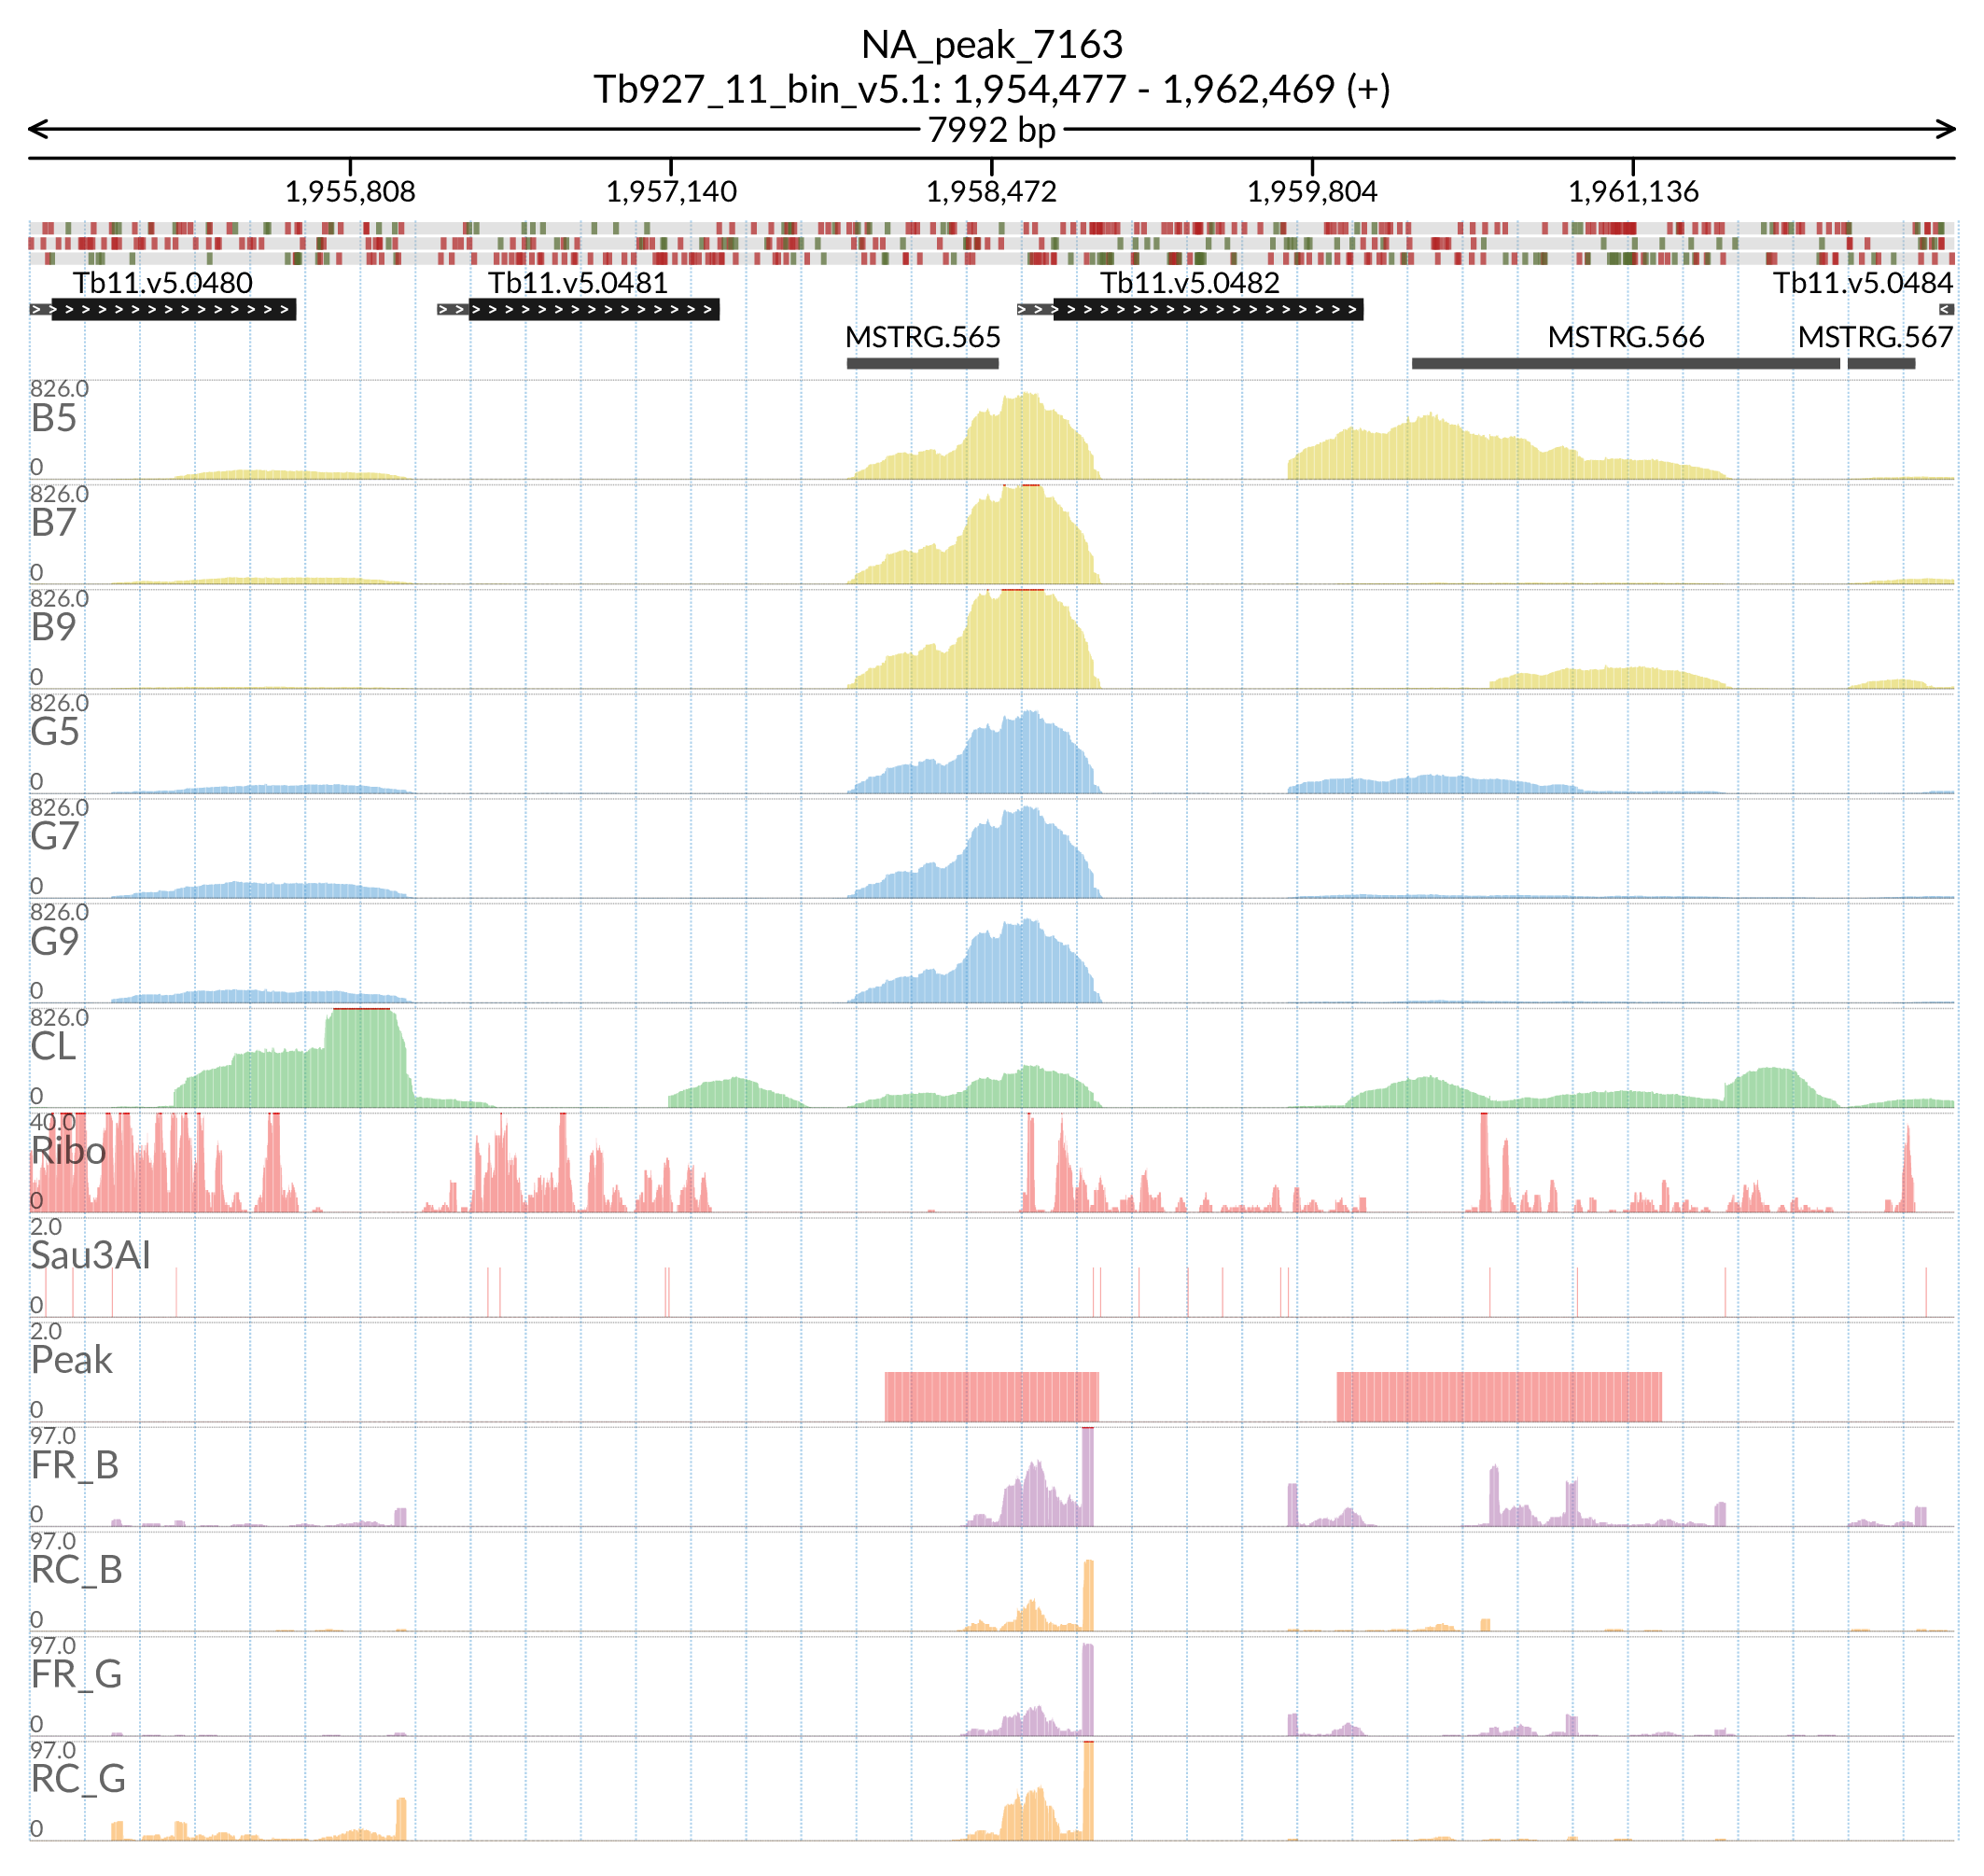 NA_peak_7163
Tb927_11_bin_v5.1: 1,954,477 - 1,962,469 (+)
7992 bp
1,955,808 1,957,140 1,958,472 1,959,804 1,961,136
Tb11.v5.0480 Tb11.v5.0481 Tb11.v5.0482 Tb11.v5.0484
MSTRG.565 MSTRG.566 MSTRG.567
826.0
B5
0
826.0
B7
0
826.0
B9
0
826.0
G5
0
826.0
G7
0
826.0
G9
0
826.0
CL
0
40.0
Ribo
0
2.0
Sau3AI
0
2.0
Peak
0
97.0
FR_B
0
97.0
RC_B
0
97.0
FR_G
0
97.0
RC_G
0